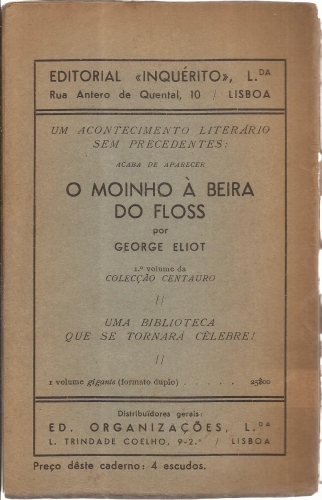 EDITORIAL «INQUÉRITO», L.DA
Rua Antero de Quental, 10 / LISBOA
UM ACONTECIMENTO LITERÁRIO
SEM PRECEDENTES:
ACABA DE APARECER
O MOINHO À BEIRA
DO FLOSS
por
GEORGE ELIOT
1.º volume da
COLECÇÃO CENTAURO
//
UMA BIBLIOTECA
QUE SE TORNARÁ CÉLEBRE!
//
1 volume gigante (formato duplo) . . . . . 25$00
Distribuïdores gerais:
ED. ORGANIZAÇÕES, L.DA
L. TRINDADE COELHO, 9-2.º / LISBOA
Preço dêste caderno: 4 escudos.